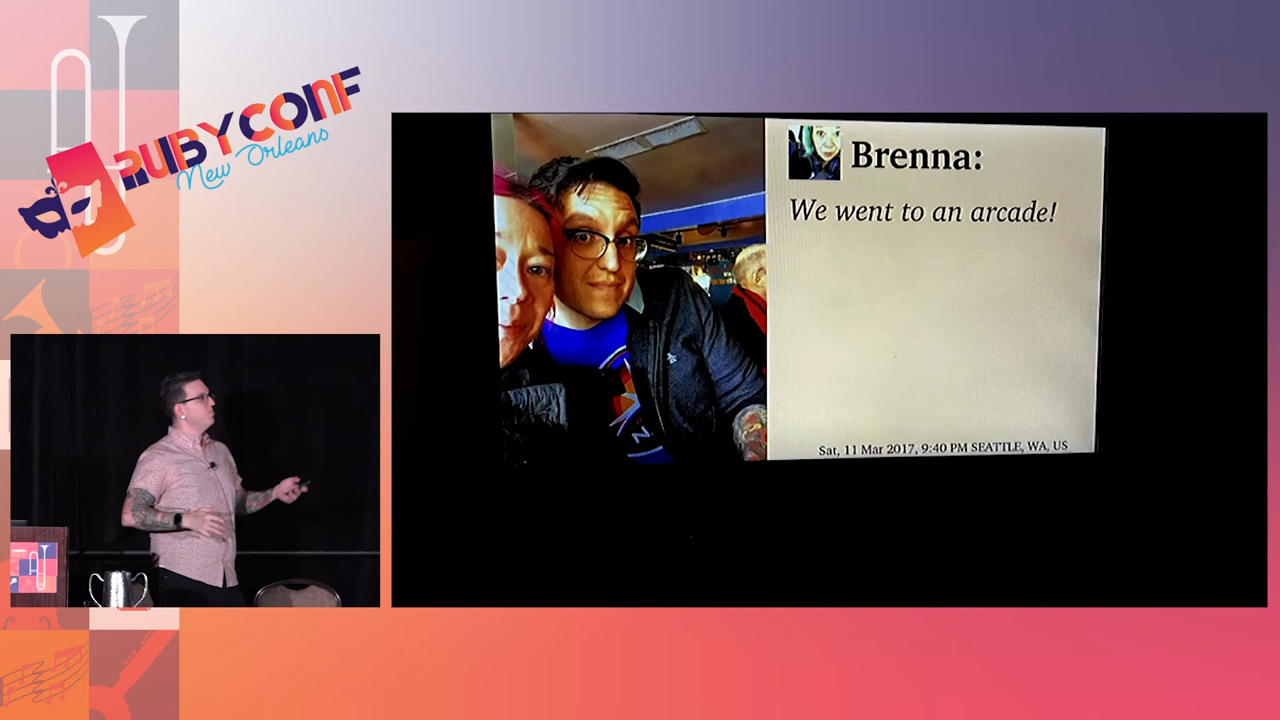 RUBYCONF
New Orleans
Brenna:
We went to an arcade!
Sat, 11 Mar 2017, 9:40 PM SEATTLE, WA, US